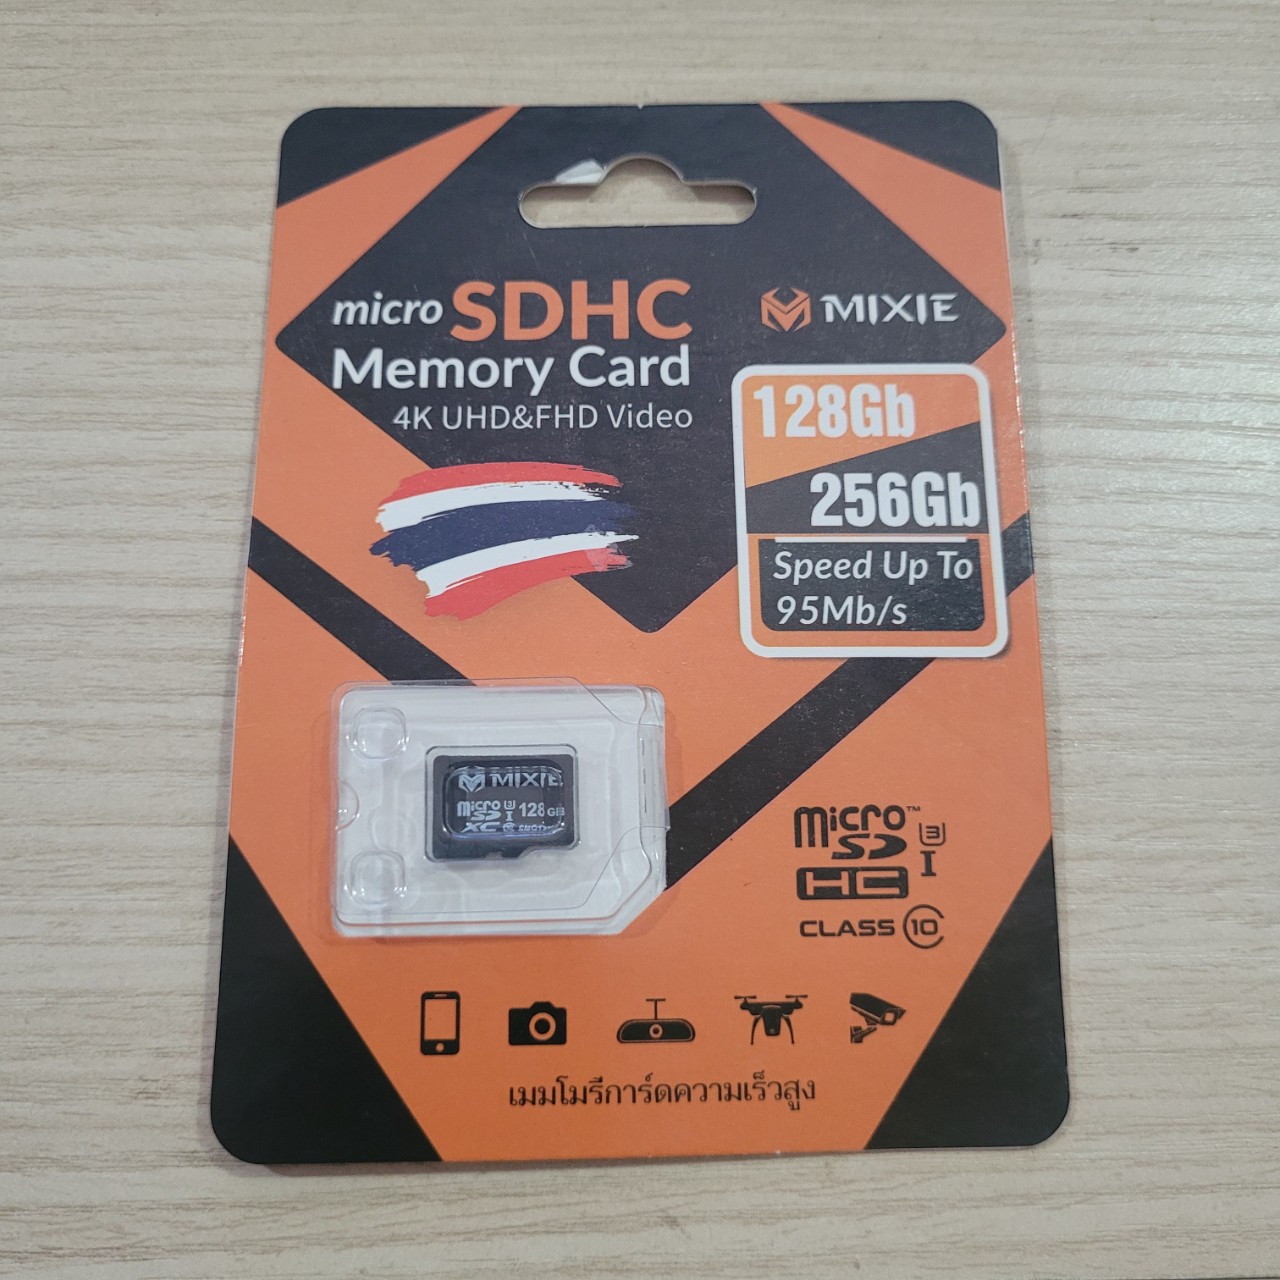 micro SDHC
Memory Card
4K UHD&FHD Video
MIXIE
128Gb
256Gb
Speed Up To
95Mb/s
MIXIE
micro SD XC U3 I 128GB
micro SD HC U3 I
CLASS 10
เมมโมรีการ์ดความเร็วสูง